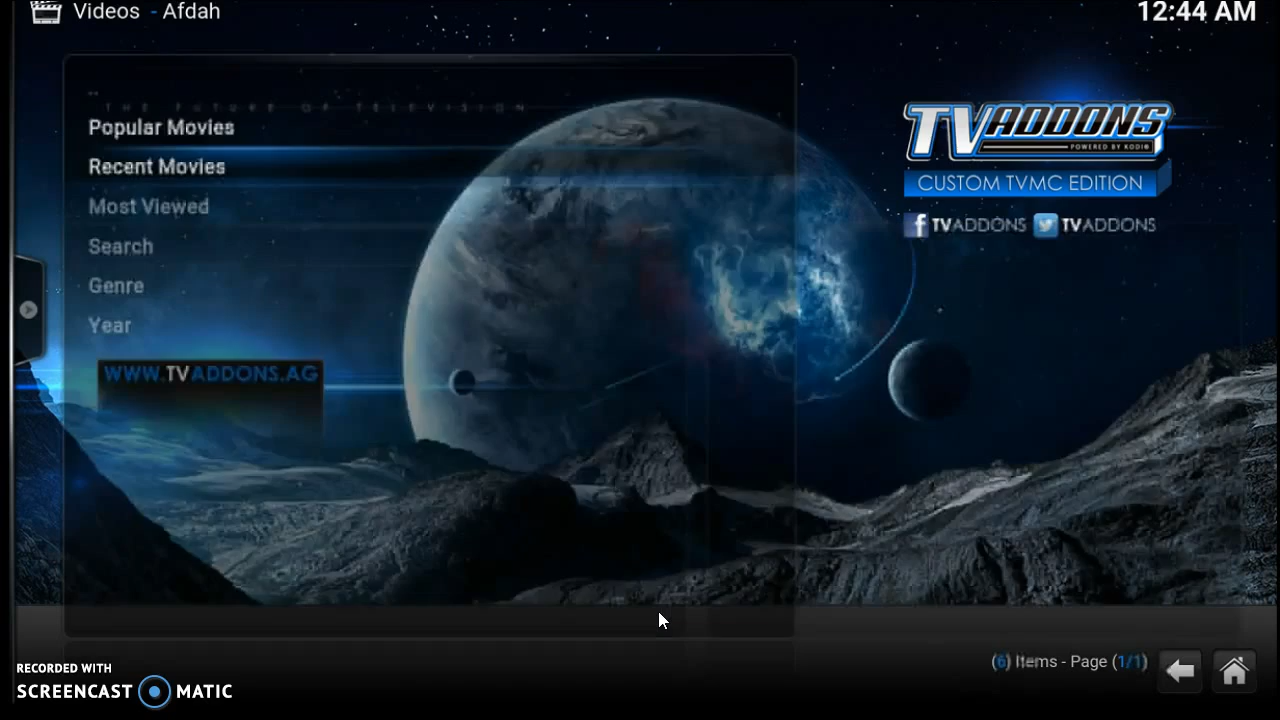 Videos - Afdah
12:44 AM
..
THE FUTURE OF TELEVISION
Popular Movies
Recent Movies
Most Viewed
Search
Genre
Year
WWW.TVADDONS.AG
TVADDONS
POWERED BY KODI®
CUSTOM TVMC EDITION
f TVADDONS TVADDONS
(6) Items - Page (1/1)
RECORDED WITH
SCREENCAST MATIC